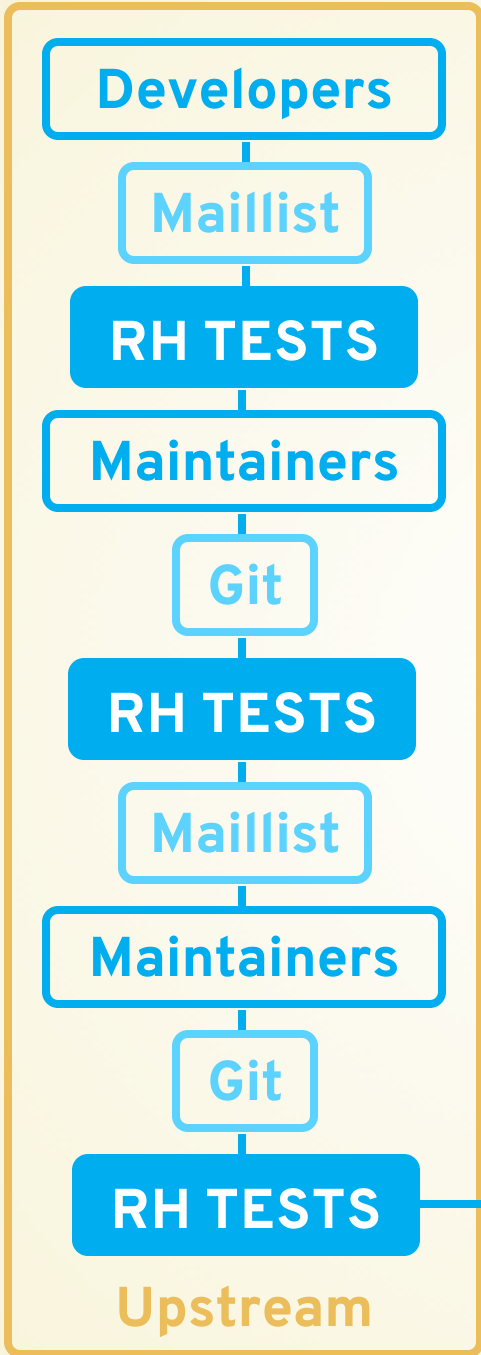 Developers
Maillist
RH TESTS
Maintainers
Git
RH TESTS
Maillist
Maintainers
Git
RH TESTS
Upstream